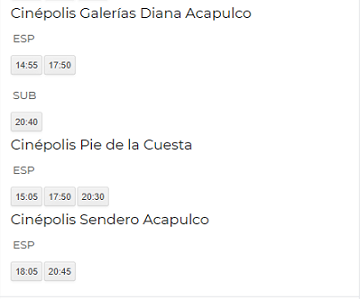 Cinépolis Galerías Diana Acapulco
ESP
14:55 17:50
SUB
20:40
Cinépolis Pie de la Cuesta
ESP
15:05 17:50 20:30
Cinépolis Sendero Acapulco
ESP
18:05 20:45